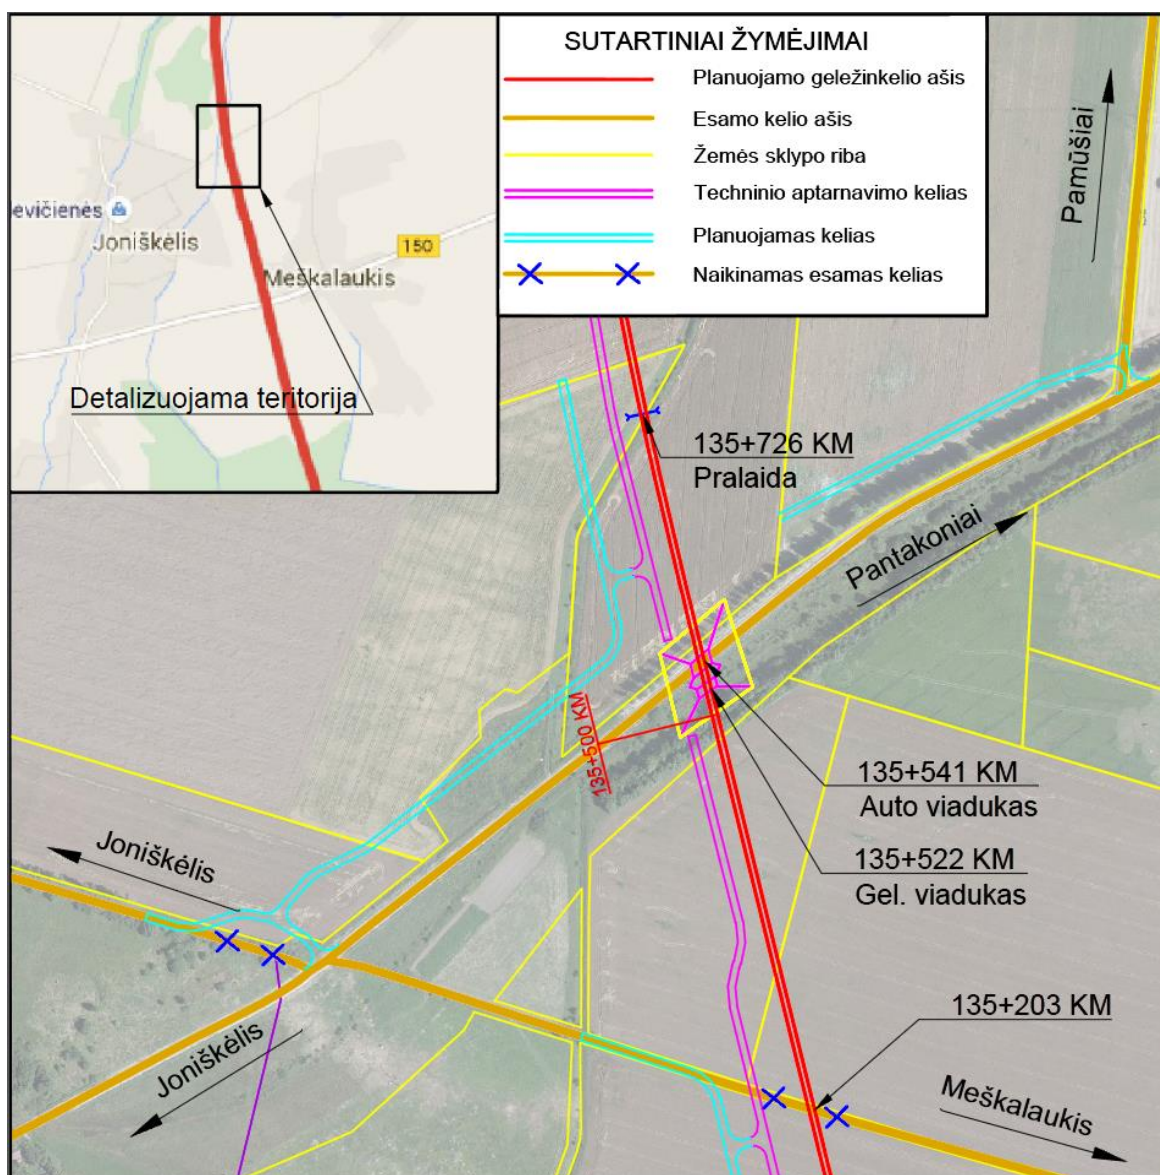 SUTARTINIAI ŽYMĖJIMAI
Planuojamo geležinkelio ašis
Esamo kelio ašis
Žemės sklypo riba
Techninio aptarnavimo kelias
Planuojamas kelias
Naikinamas esamas kelias
evičienės
Joniškėlis
150
Meškalaukis
Detalizuojama teritorija
Pamūšiai
135+726 KM
Pralaida
Pantakoniai
135+500 KM
135+541 KM
Auto viadukas
135+522 KM
Gel. viadukas
Joniškėlis
135+203 KM
Joniškėlis
Meškalaukis